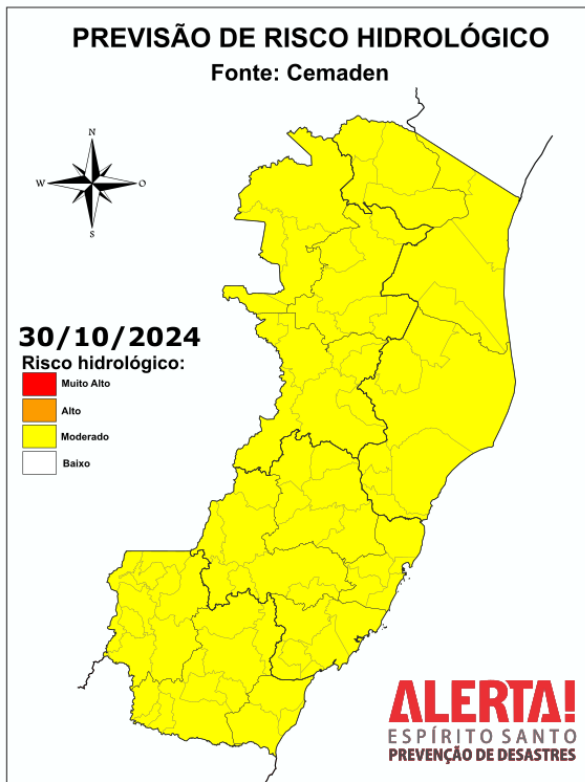 PREVISÃO DE RISCO HIDROLÓGICO
Fonte: Cemaden
N
W
O
S
30/10/2024
Risco hidrológico:
Muito Alto
Alto
Moderado
Baixo
ALERTA!
ESPÍRITO SANTO
PREVENÇÃO DE DESASTRES